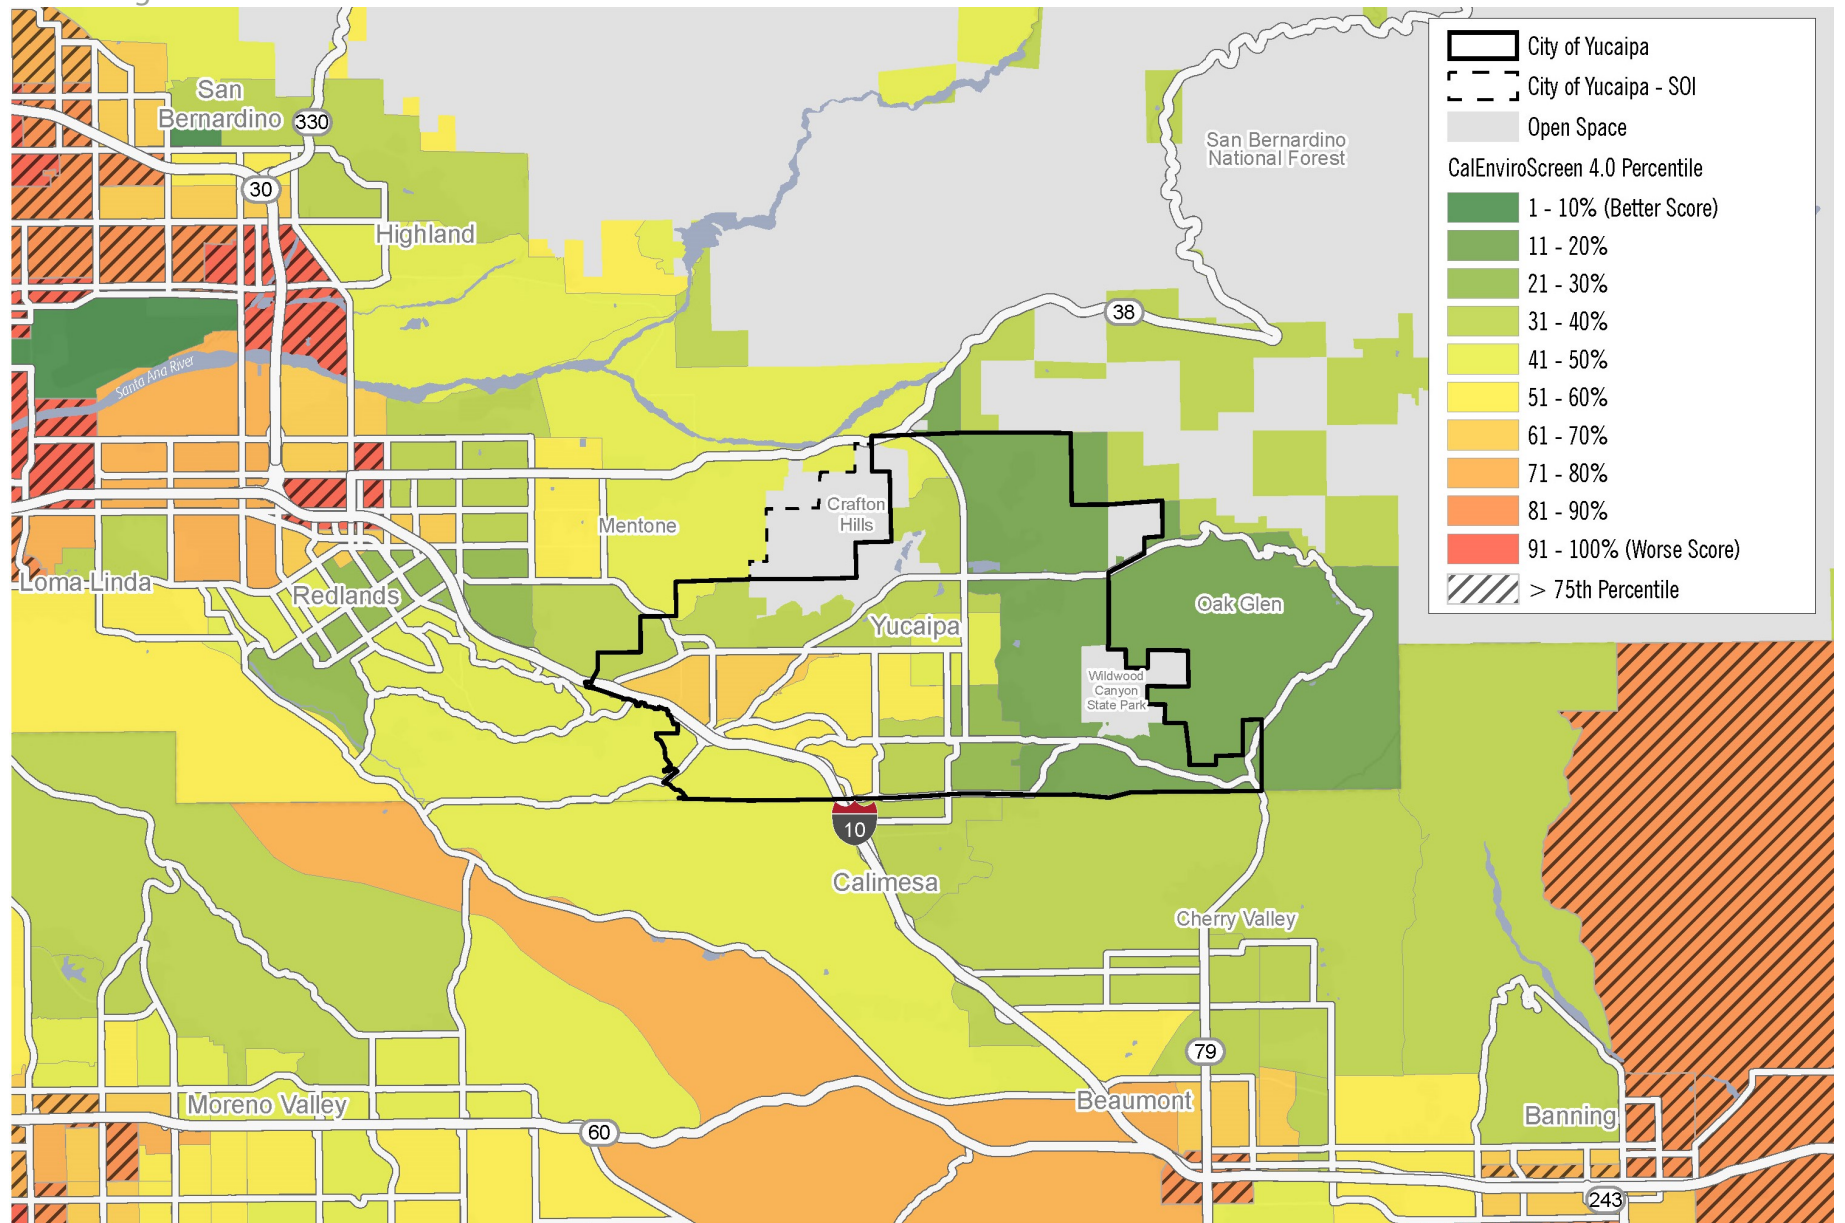 San
Bernardino
330
30
Highland
Santa Ana River
San Bernardino
National Forest
38
City of Yucaipa
City of Yucaipa - SOI
Open Space
CalEnviroScreen 4.0 Percentile
1 - 10% (Better Score)
11 - 20%
21 - 30%
31 - 40%
41 - 50%
51 - 60%
61 - 70%
71 - 80%
81 - 90%
91 - 100% (Worse Score)
> 75th Percentile
Mentone
Crafton
Hills
Loma Linda
Redlands
Yucaipa
Oak Glen
Wildwood
Canyon
State Park
10
Calimesa
Cherry Valley
79
Moreno Valley
60
Beaumont
Banning
243